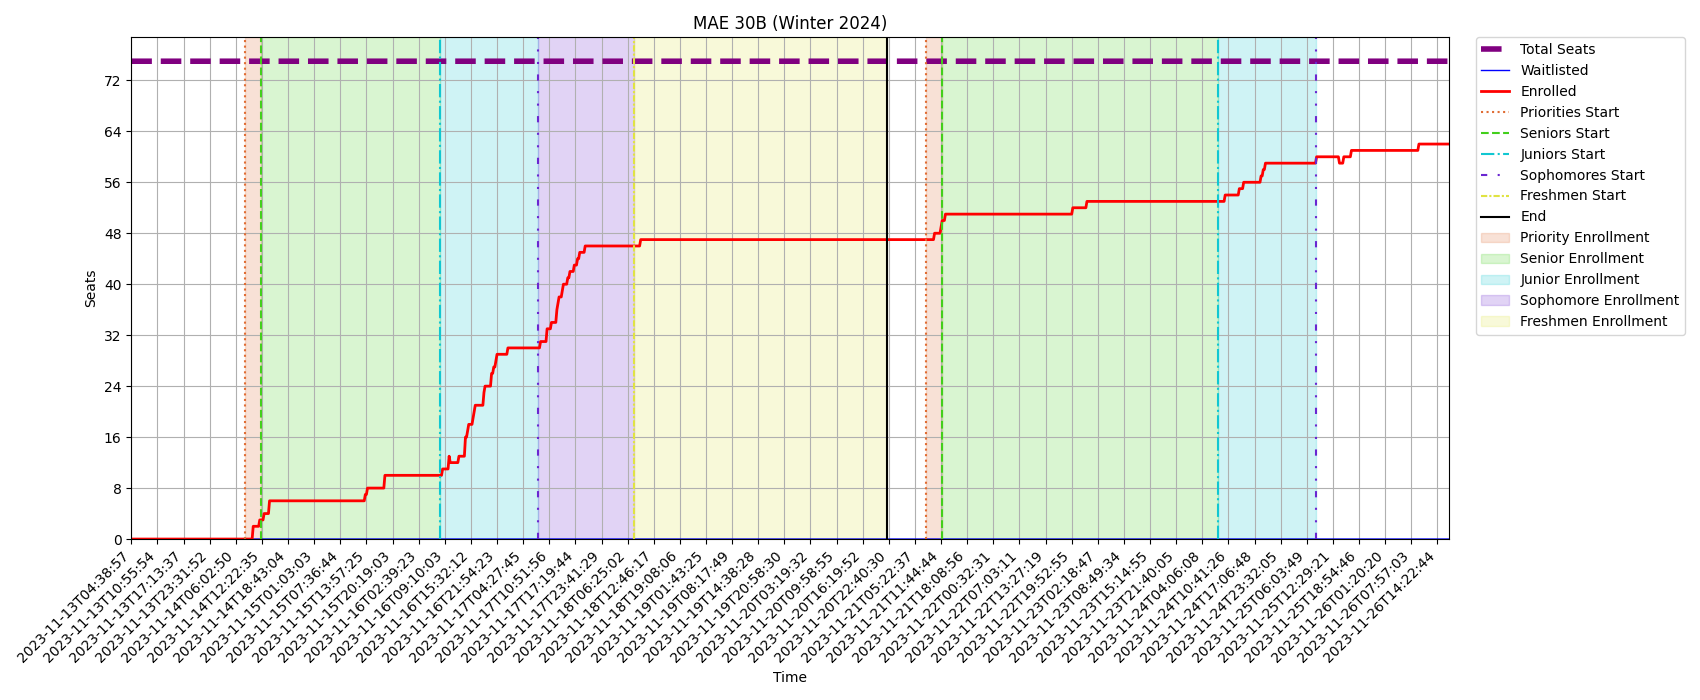 MAE 30B (Winter 2024)
Seats
72
64
56
48
40
32
24
16
8
0
2023-11-13T04:38:57
2023-11-13T10:55:54
2023-11-13T17:13:37
2023-11-13T23:31:52
2023-11-14T06:02:50
2023-11-14T12:22:35
2023-11-14T18:43:04
2023-11-15T01:03:03
2023-11-15T07:36:44
2023-11-15T13:57:25
2023-11-15T20:19:03
2023-11-16T02:39:23
2023-11-16T09:10:03
2023-11-16T15:32:12
2023-11-16T21:54:23
2023-11-17T04:27:45
2023-11-17T10:51:56
2023-11-17T17:19:44
2023-11-17T23:41:29
2023-11-18T06:25:02
2023-11-18T12:46:17
2023-11-18T19:08:06
2023-11-19T01:43:25
2023-11-19T08:17:49
2023-11-19T14:38:28
2023-11-19T20:58:30
2023-11-20T03:19:32
2023-11-20T09:58:55
2023-11-20T16:19:52
2023-11-20T22:40:30
2023-11-21T05:22:37
2023-11-21T11:44:44
2023-11-21T18:08:56
2023-11-22T00:32:31
2023-11-22T07:03:11
2023-11-22T13:27:19
2023-11-22T19:52:55
2023-11-23T02:18:47
2023-11-23T08:49:34
2023-11-23T15:14:55
2023-11-23T21:40:05
2023-11-24T04:06:08
2023-11-24T10:41:26
2023-11-24T17:06:48
2023-11-24T23:32:05
2023-11-25T06:03:49
2023-11-25T12:29:21
2023-11-25T18:54:46
2023-11-26T01:20:20
2023-11-26T07:57:03
2023-11-26T14:22:44
Time
Total Seats
Waitlisted
Enrolled
Priorities Start
Seniors Start
Juniors Start
Sophomores Start
Freshmen Start
End
Priority Enrollment
Senior Enrollment
Junior Enrollment
Sophomore Enrollment
Freshmen Enrollment